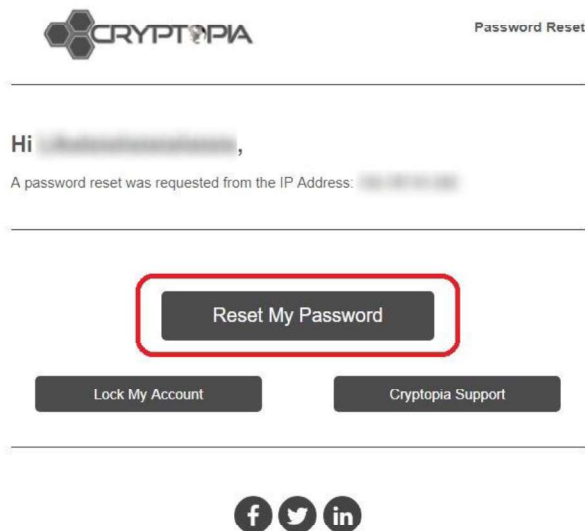 CRYPTOPIA
Password Reset
Hi ,
A password reset was requested from the IP Address:
Reset My Password
Lock My Account
Cryptopia Support
f in